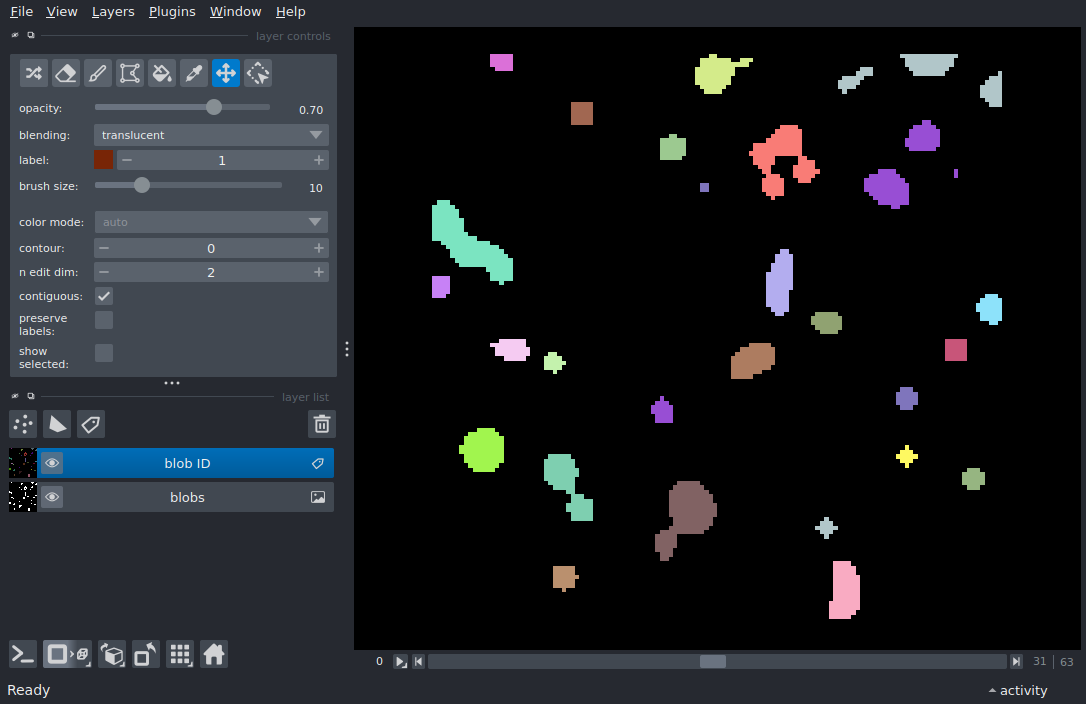 File View Layers Plugins Window Help
layer controls
opacity: 0.70
blending: translucent
label: 1
brush size: 10
color mode: auto
contour: 0
n edit dim: 2
contiguous:
preserve
labels:
show
selected:
layer list
blob ID
blobs
0 31 63
Ready activity